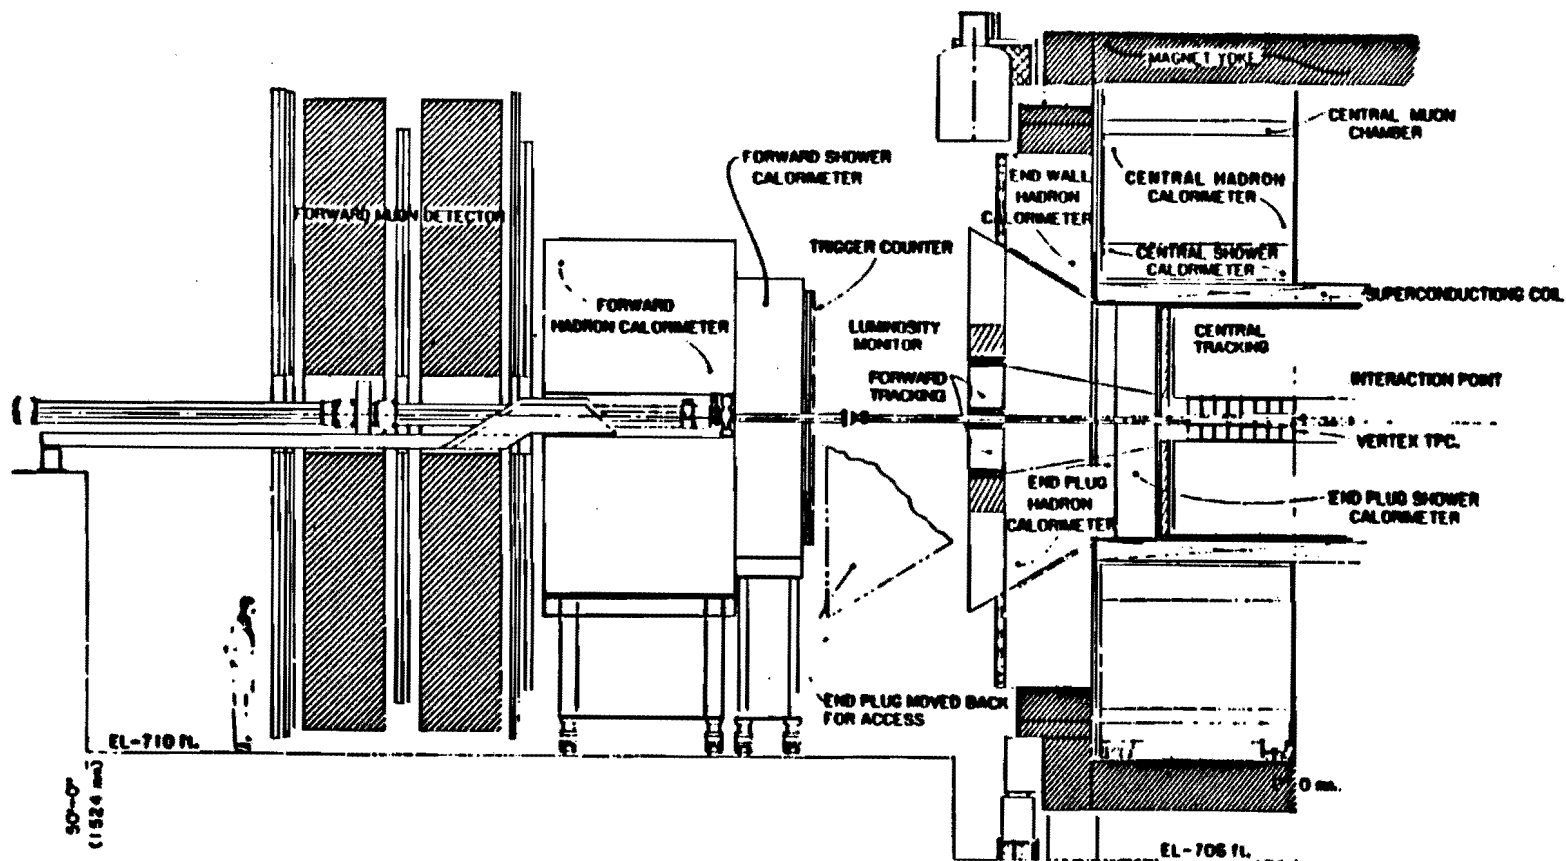 MAGNET YOKE
CENTRAL MUON
CHAMBER
FORWARD SHOWER
CALORIMETER
END WALL
HADRON
CALORIMETER
CENTRAL HADRON
CALORIMETER
FORWARD MUON DETECTOR
TRIGGER COUNTER
CENTRAL SHOWER
CALORIMETER
FORWARD
HADRON CALORIMETER
SUPERCONDUCTIONG COIL
LUMINOSITY
MONITOR
CENTRAL
TRACKING
FORWARD
TRACKING
INTERACTION POINT
VERTEX TPC.
END PLUG
HADRON
CALORIMETER
END PLUG SHOWER
CALORIMETER
END PLUG MOVED BACK
FOR ACCESS
EL-710 ft.
50'-0"
(1524 mm)
0 mm.
EL-706 ft.